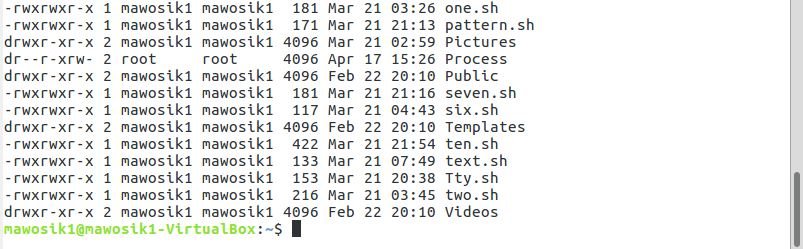 -rwxrwxr-x 1 mawosik1 mawosik1  181 Mar 21 03:26 one.sh
-rwxrwxr-x 1 mawosik1 mawosik1  171 Mar 21 21:13 pattern.sh
drwxr-xr-x 2 mawosik1 mawosik1 4096 Mar 21 02:59 Pictures
dr--r-xrw- 2 root     root     4096 Apr 17 15:26 Process
drwxr-xr-x 2 mawosik1 mawosik1 4096 Feb 22 20:10 Public
-rwxrwxr-x 1 mawosik1 mawosik1  181 Mar 21 21:16 seven.sh
-rwxrwxr-x 1 mawosik1 mawosik1  117 Mar 21 04:43 six.sh
drwxr-xr-x 2 mawosik1 mawosik1 4096 Feb 22 20:10 Templates
-rwxrwxr-x 1 mawosik1 mawosik1  422 Mar 21 21:54 ten.sh
-rwxrwxr-x 1 mawosik1 mawosik1  133 Mar 21 07:49 text.sh
-rwxrwxr-x 1 mawosik1 mawosik1  153 Mar 21 20:38 Tty.sh
-rwxrwxr-x 1 mawosik1 mawosik1  216 Mar 21 03:45 two.sh
drwxr-xr-x 2 mawosik1 mawosik1 4096 Feb 22 20:10 Videos
mawosik1@mawosik1-VirtualBox:~$